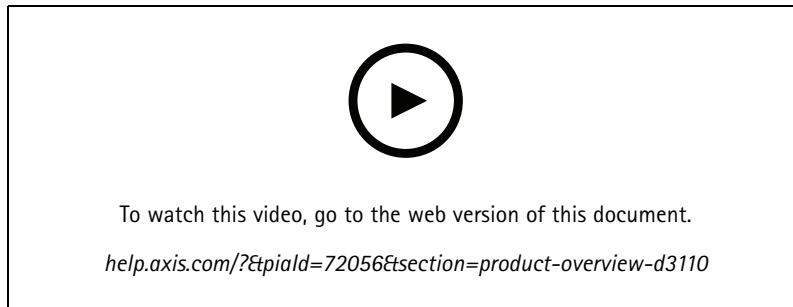 To watch this video, go to the web version of this document.
help.axis.com/?&piaId=72056&section=product-overview-d3110